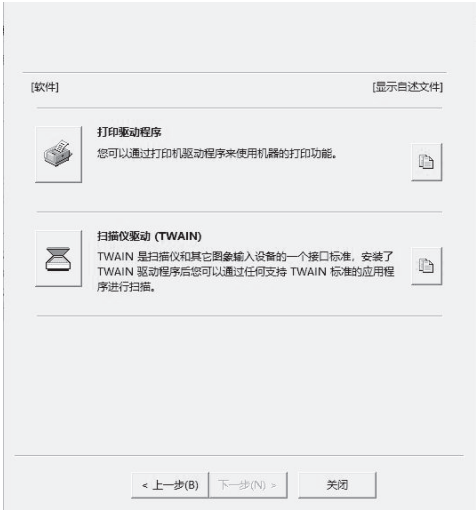 [软件] [显示自述文件]
打印驱动程序
您可以通过打印机驱动程序来使用机器的打印功能。
扫描仪驱动 (TWAIN)
TWAIN 是扫描仪和其它图象输入设备的一个接口标准，安装了
TWAIN 驱动程序后您可以通过任何支持 TWAIN 标准的应用程
序进行扫描。
< 上一步(B) 下一步(N) > 关闭